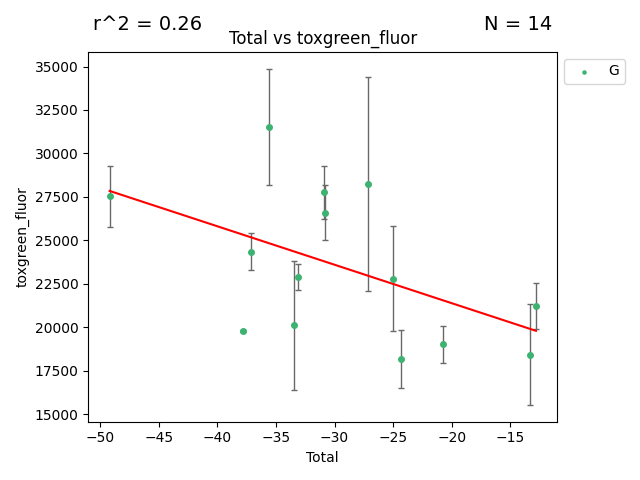 r^2 = 0.26
N = 14
Total vs toxgreen_fluor
G
35000
32500
30000
27500
25000
22500
20000
17500
15000
toxgreen_fluor
−50
−45
−40
−35
−30
−25
−20
−15
Total